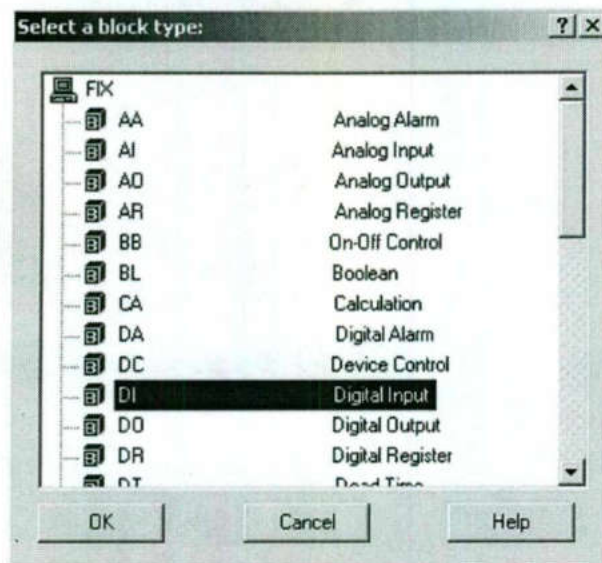 Select a block type: ? ×
FIX
AA Analog Alarm
AI Analog Input
AO Analog Output
AR Analog Register
BB On-Off Control
BL Boolean
CA Calculation
DA Digital Alarm
DC Device Control
DI Digital Input
DO Digital Output
DR Digital Register
DT Dead Time
OK Cancel Help